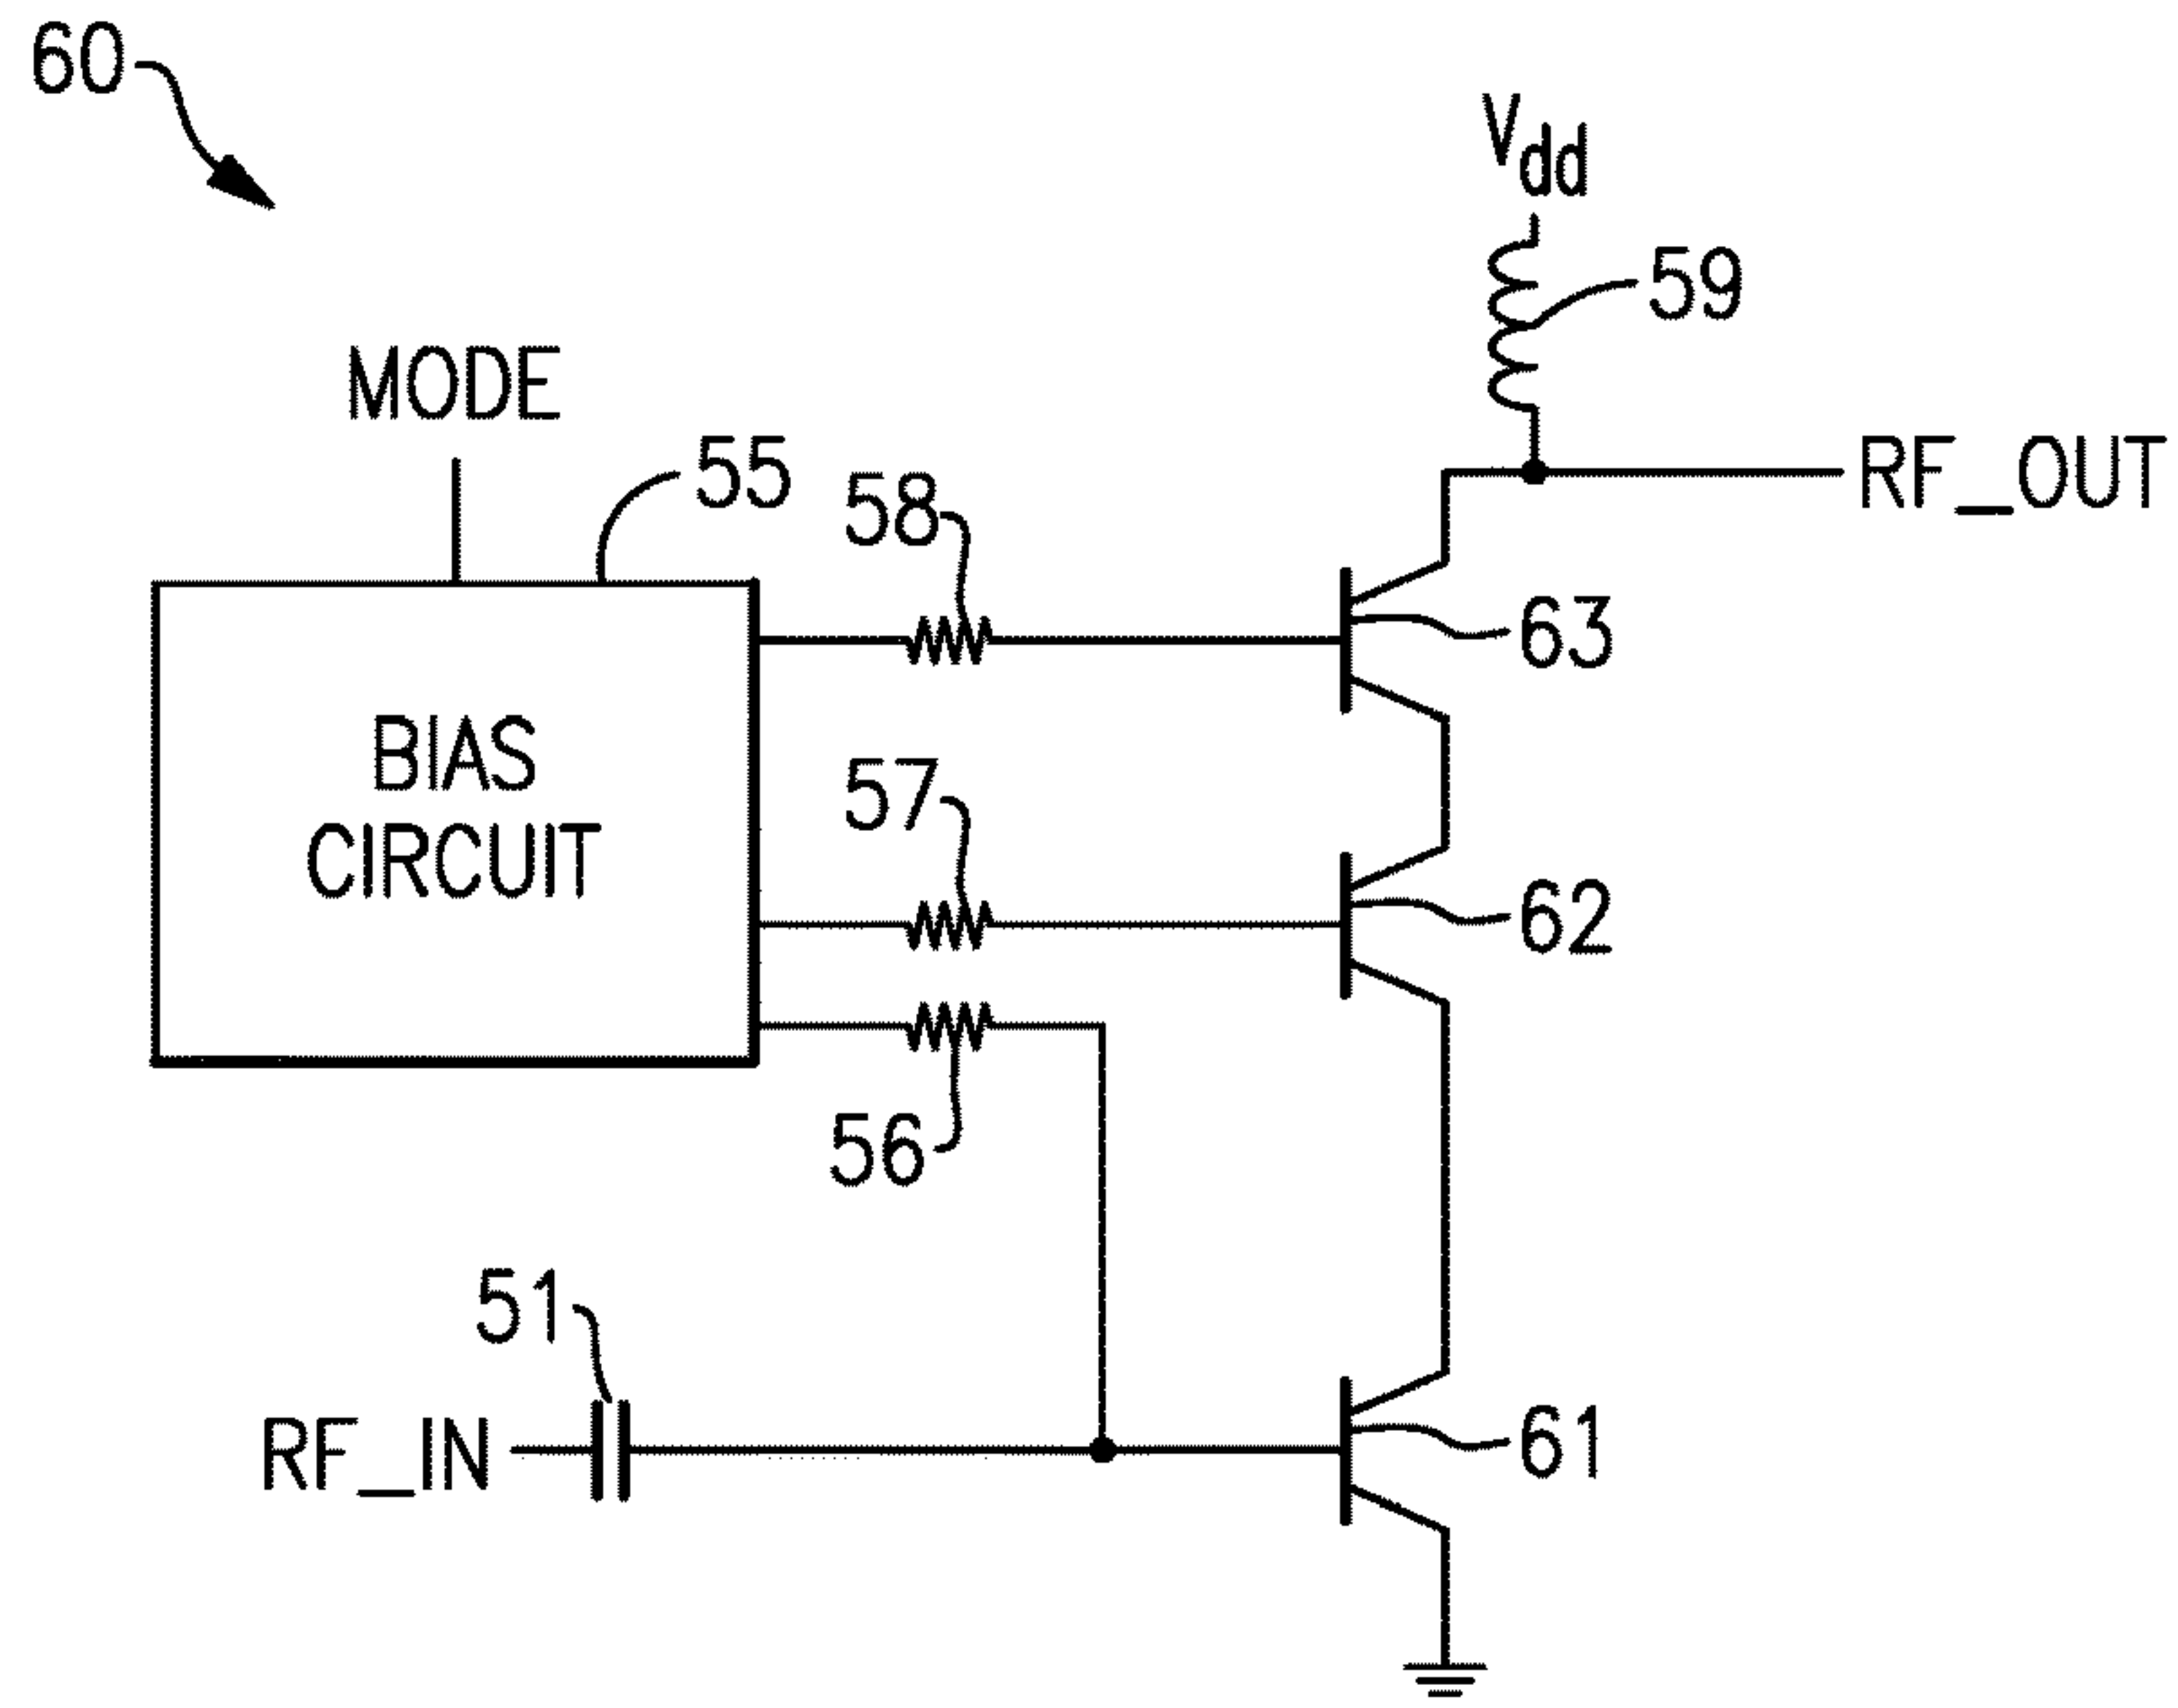 60
Vdd
59
MODE
55
58
RF_OUT
63
BIAS
CIRCUIT
57
62
56
51
RF_IN
61